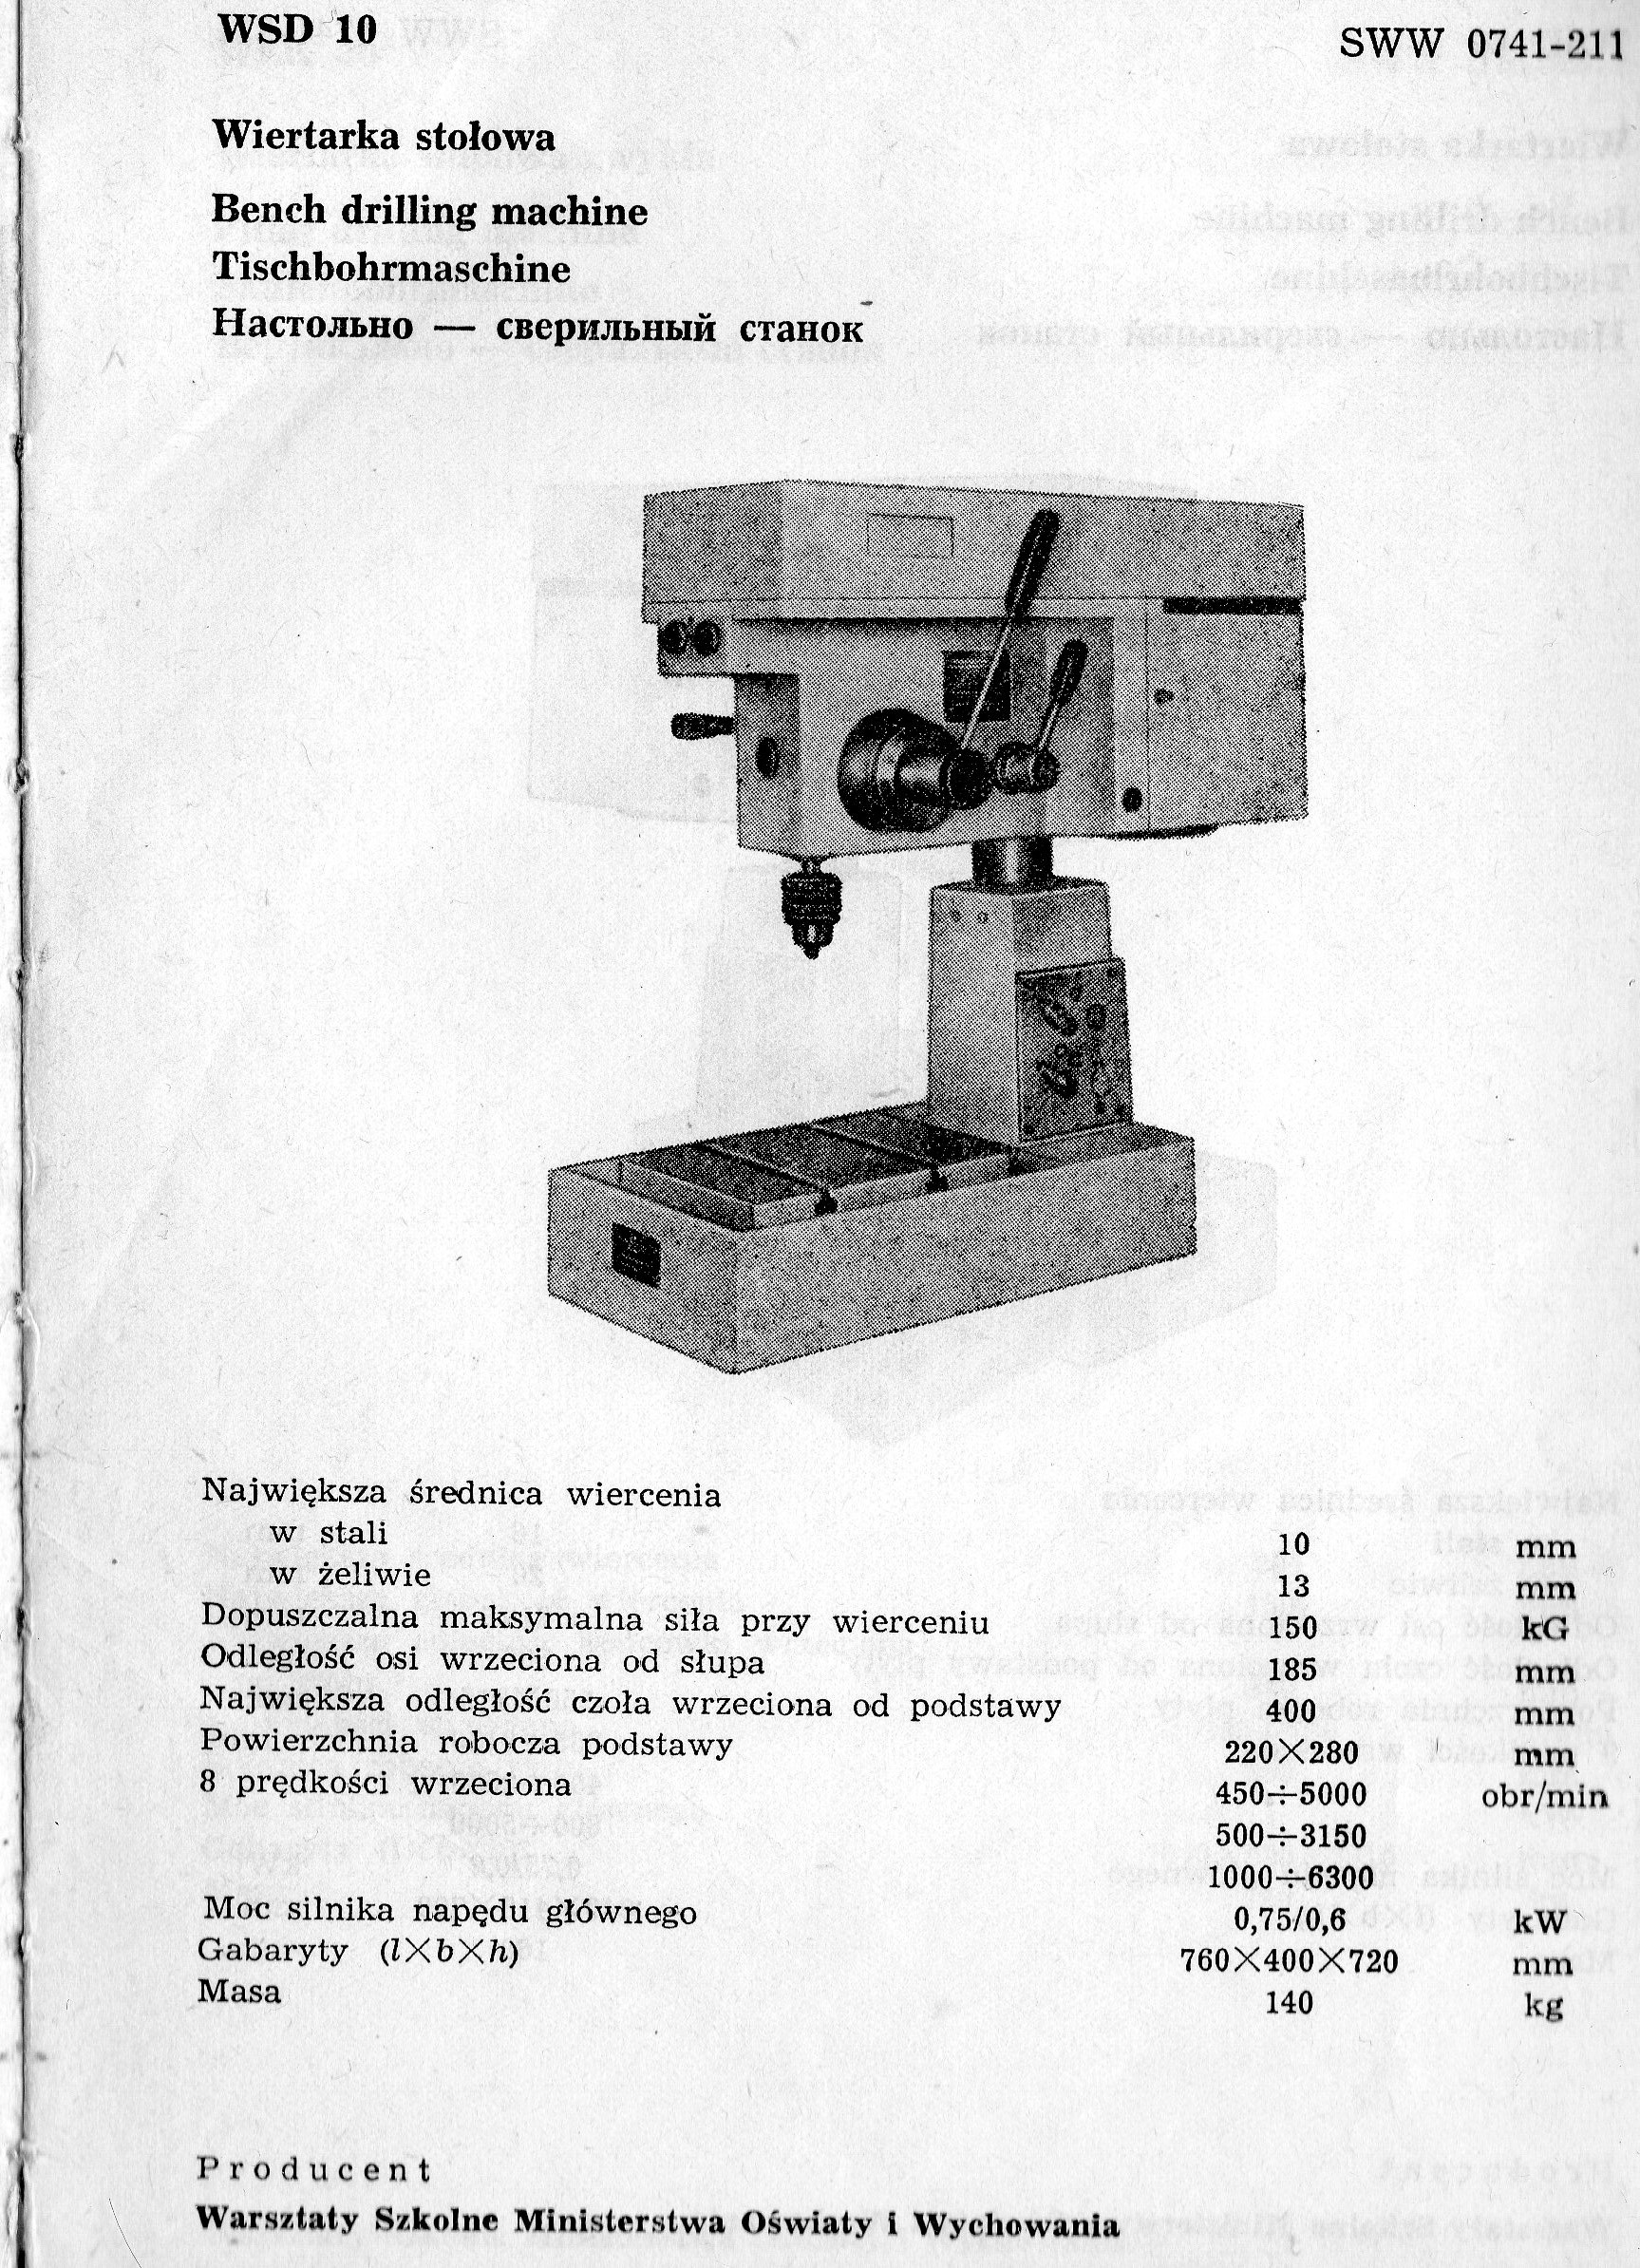 WSD 10
SWW 0741-211
Wiertarka stołowa
Bench drilling machine
Tischbohrmaschine
Настольно — сверильный станок
Największa średnica wiercenia
w stali 10 mm
w żeliwie 13 mm
Dopuszczalna maksymalna siła przy wierceniu 150 kG
Odległość osi wrzeciona od słupa 185 mm
Największa odległość czoła wrzeciona od podstawy 400 mm
Powierzchnia robocza podstawy 220×280 mm
8 prędkości wrzeciona 450÷5000 obr/min
500÷3150
1000÷6300
Moc silnika napędu głównego 0,75/0,6 kW
Gabaryty (l×b×h) 760×400×720 mm
Masa 140 kg
Producent
Warsztaty Szkolne Ministerstwa Oświaty i Wychowania